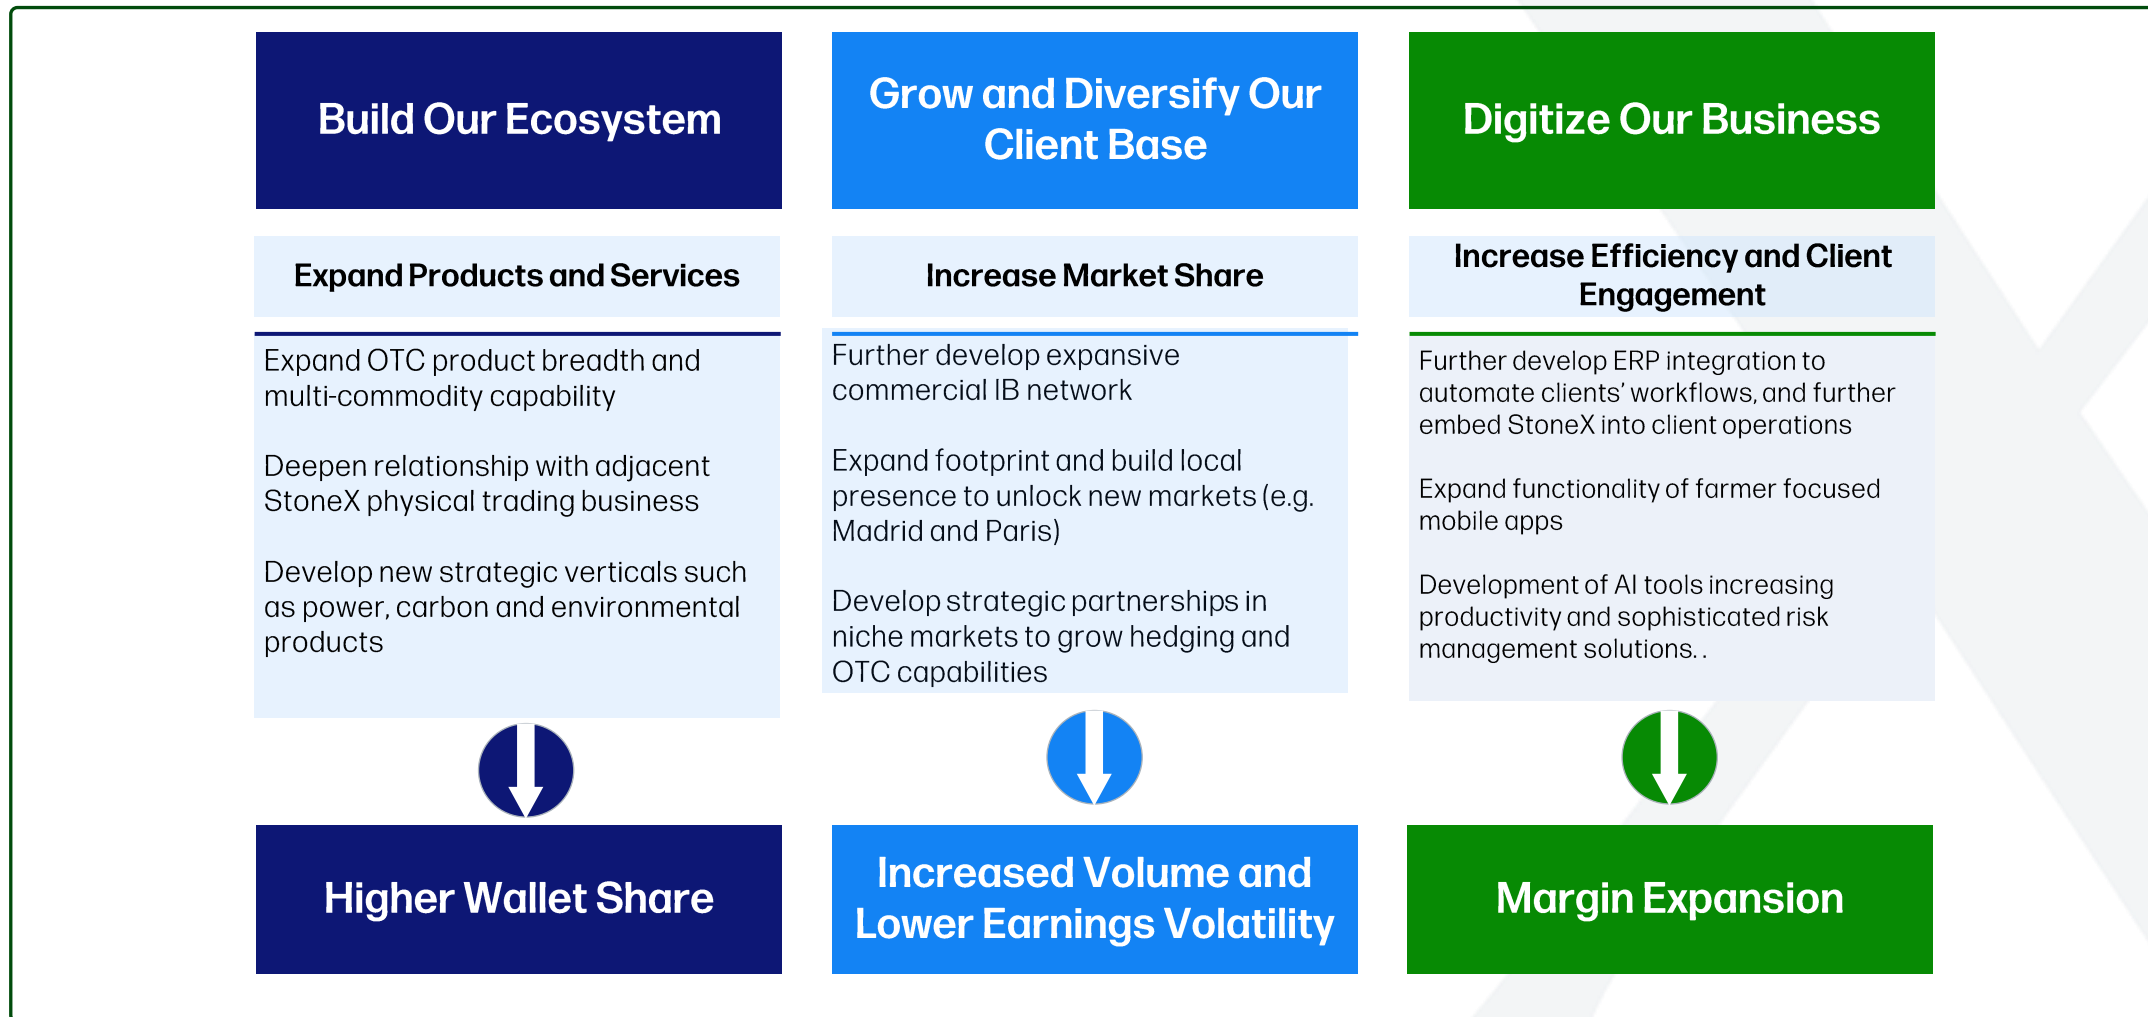 Build Our Ecosystem
Expand Products and Services
Expand OTC product breadth and
multi-commodity capability
Deepen relationship with adjacent
StoneX physical trading business
Develop new strategic verticals such
as power, carbon and environmental
products
Higher Wallet Share
Grow and Diversify Our
Client Base
Increase Market Share
Further develop expansive
commercial IB network
Expand footprint and build local
presence to unlock new markets (e.g.
Madrid and Paris)
Develop strategic partnerships in
niche markets to grow hedging and
OTC capabilities
Increased Volume and
Lower Earnings Volatility
Digitize Our Business
Increase Efficiency and Client
Engagement
Further develop ERP integration to
automate clients’ workflows, and further
embed StoneX into client operations
Expand functionality of farmer focused
mobile apps
Development of AI tools increasing
productivity and sophisticated risk
management solutions. .
Margin Expansion